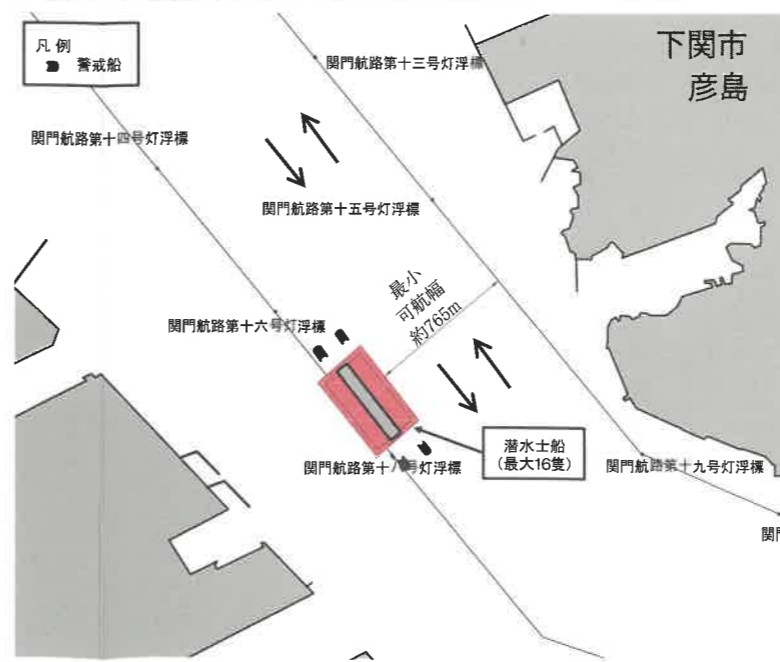 凡例
警戒船
下関市
彦島
関門航路第十三号灯浮標
関門航路第十四号灯浮標
関門航路第十五号灯浮標
最小
可航幅
約765m
関門航路第十六号灯浮標
潜水士船
(最大16隻)
関門航路第十八号灯浮標
関門航路第十九号灯浮標
関門